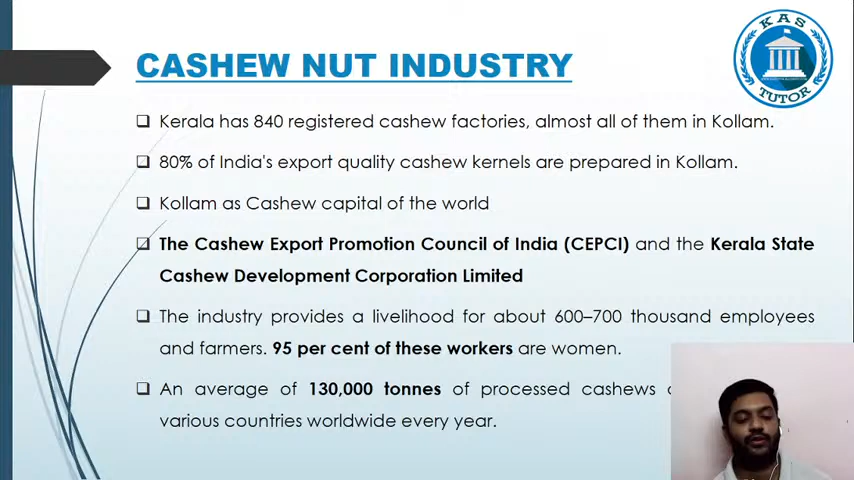 CASHEW NUT INDUSTRY
KAS
TUTOR
Kerala has 840 registered cashew factories, almost all of them in Kollam.
80% of India's export quality cashew kernels are prepared in Kollam.
Kollam as Cashew capital of the world
The Cashew Export Promotion Council of India (CEPCI) and the Kerala State
Cashew Development Corporation Limited
The industry provides a livelihood for about 600–700 thousand employees
and farmers. 95 per cent of these workers are women.
An average of 130,000 tonnes of processed cashews
various countries worldwide every year.